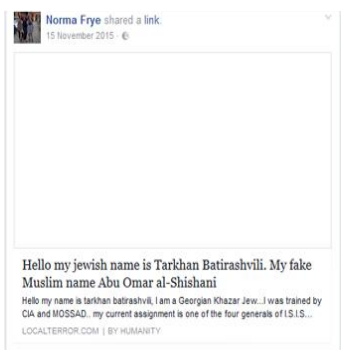 Norma Frye shared a link.
15 November 2015
Hello my jewish name is Tarkhan Batirashvili. My fake
Muslim name Abu Omar al-Shishani
Hello my name is tarkhan batirashvili, I am a Georgian Khazar Jew...I was trained by
CIA and MOSSAD.. my current assignment is one of the four generals of I.S.I.S...
LOCALTERROR.COM | BY HUMANITY